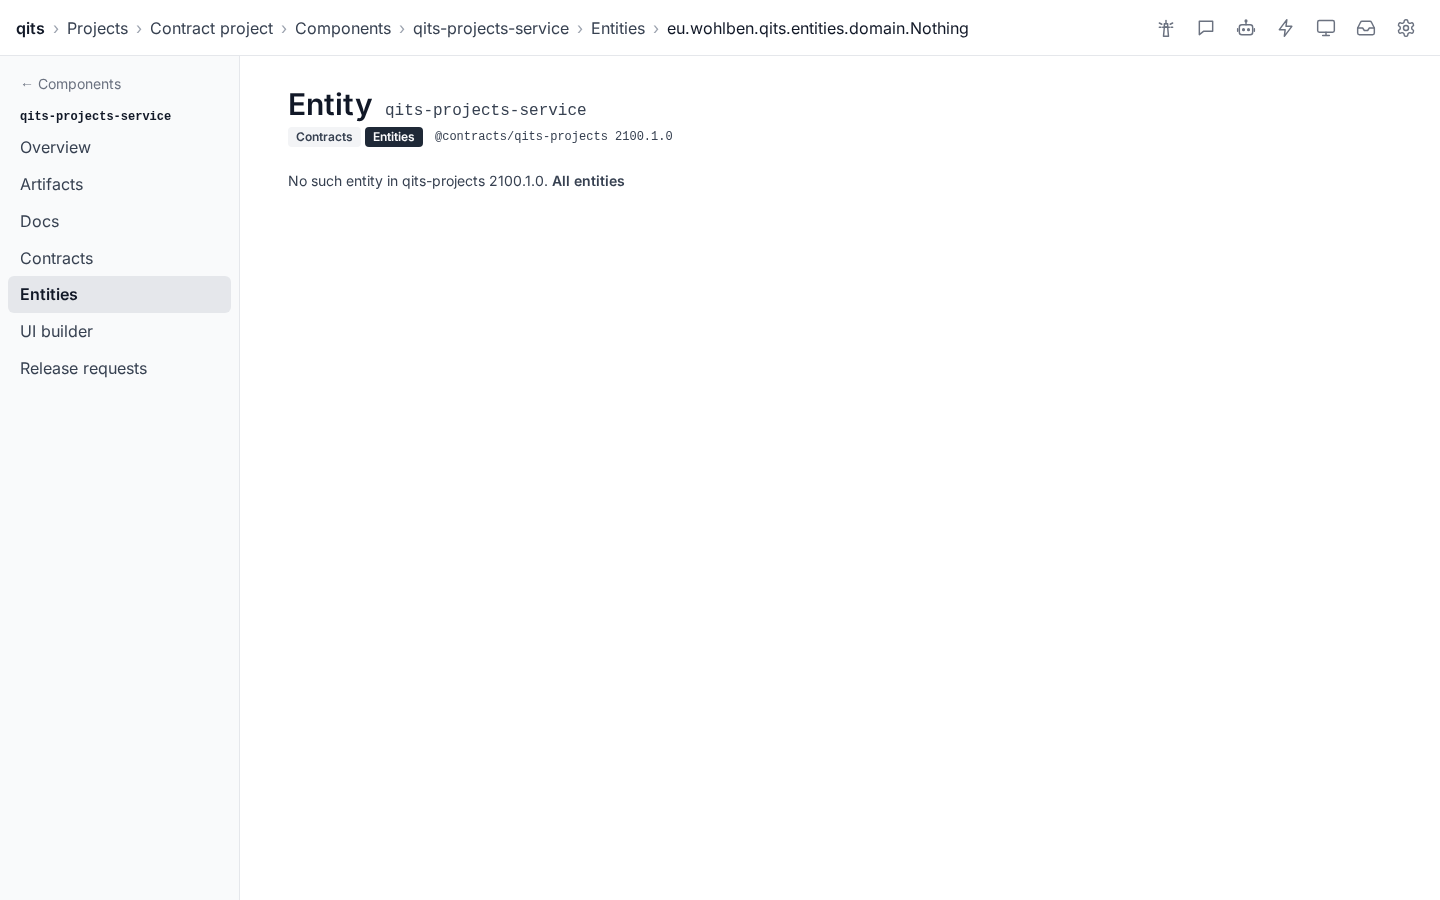 qits › Projects › Contract project › Components › qits-projects-service › Entities › eu.wohlben.qits.entities.domain.Nothing
← Components
qits-projects-service
Overview
Artifacts
Docs
Contracts
Entities
UI builder
Release requests
Entity qits-projects-service
Contracts Entities @contracts/qits-projects 2100.1.0
No such entity in qits-projects 2100.1.0. All entities